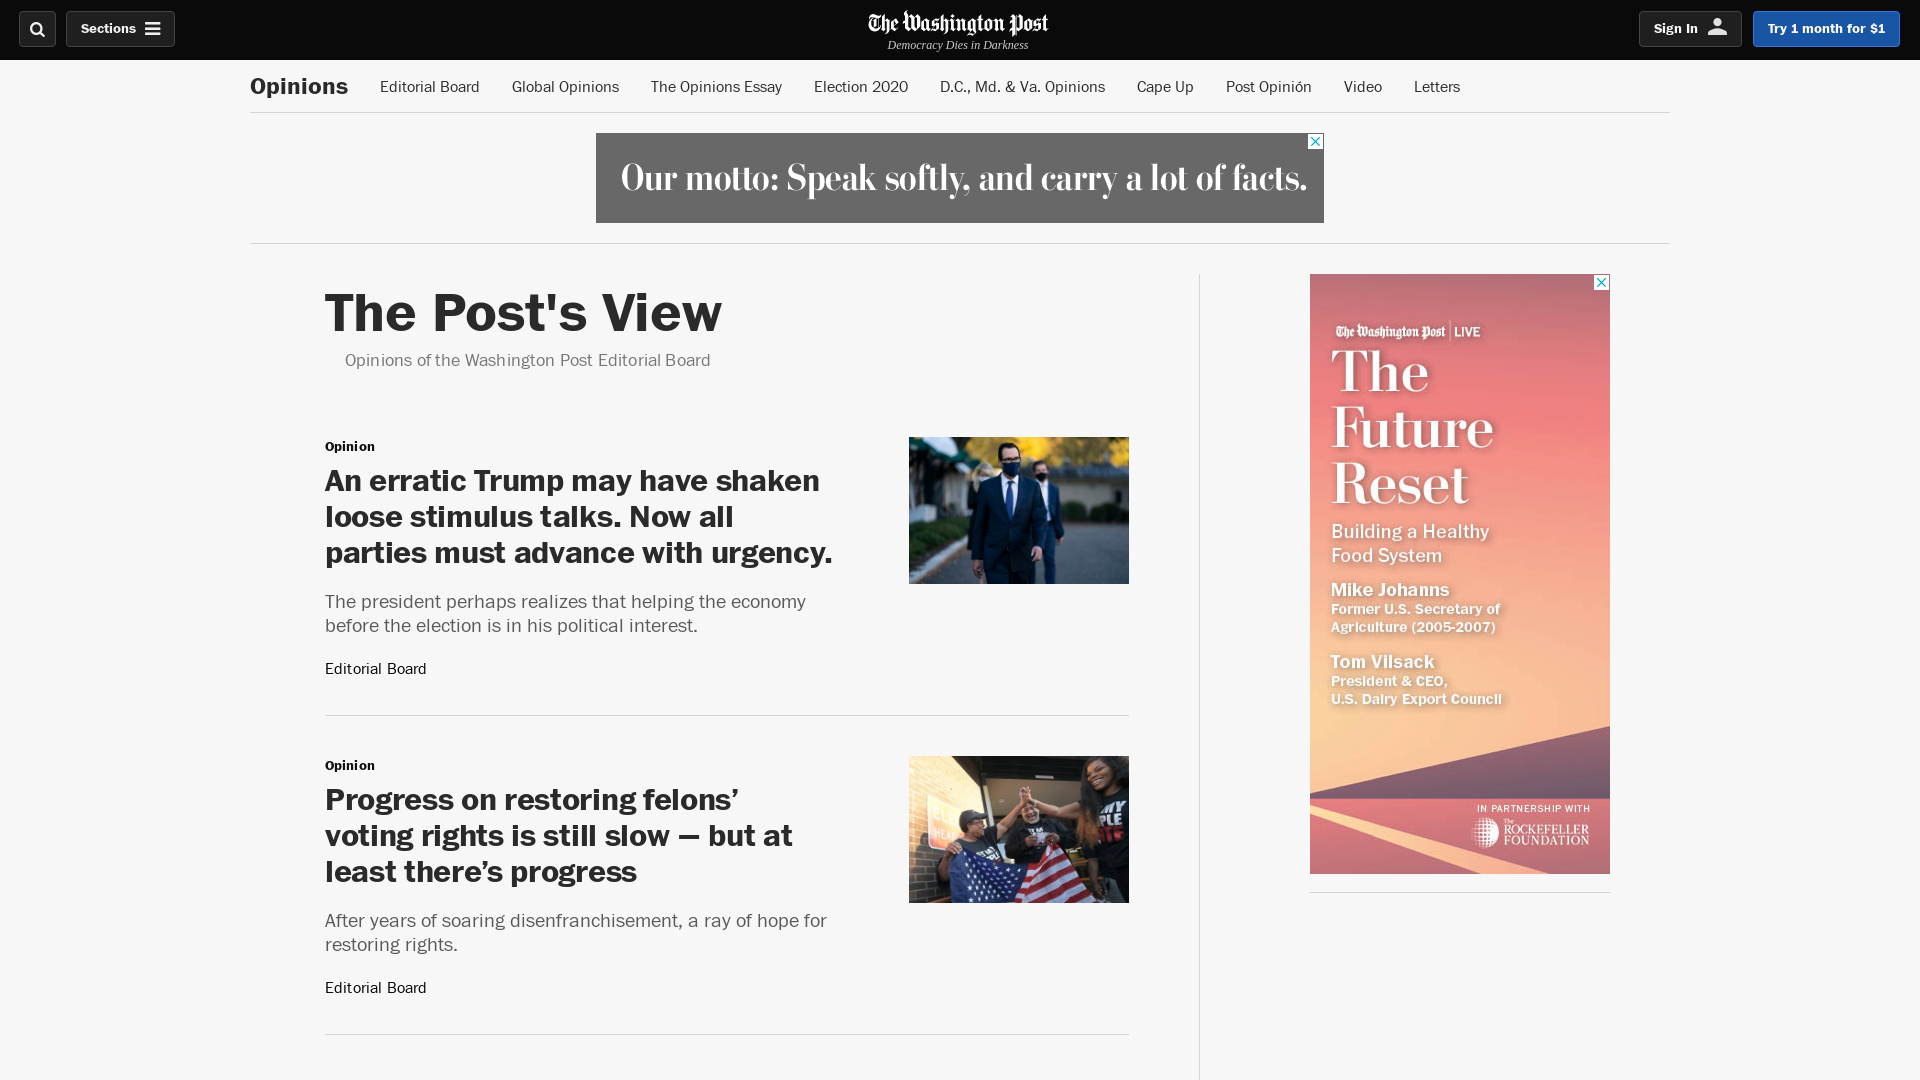 Sections
The Washington Post
Democracy Dies in Darkness
Sign In
Try 1 month for $1
Opinions
Editorial Board
Global Opinions
The Opinions Essay
Election 2020
D.C., Md. & Va. Opinions
Cape Up
Post Opinión
Video
Letters
Our motto: Speak softly, and carry a lot of facts.
The Post's View
Opinions of the Washington Post Editorial Board
Opinion
An erratic Trump may have shaken
loose stimulus talks. Now all
parties must advance with urgency.
The president perhaps realizes that helping the economy
before the election is in his political interest.
Editorial Board
Opinion
Progress on restoring felons’
voting rights is still slow — but at
least there’s progress
After years of soaring disenfranchisement, a ray of hope for
restoring rights.
Editorial Board
The Washington Post LIVE
The
Future
Reset
Building a Healthy
Food System
Mike Johanns
Former U.S. Secretary of
Agriculture (2005-2007)
Tom Vilsack
President & CEO,
U.S. Dairy Export Council
IN PARTNERSHIP WITH
The
ROCKEFELLER
FOUNDATION